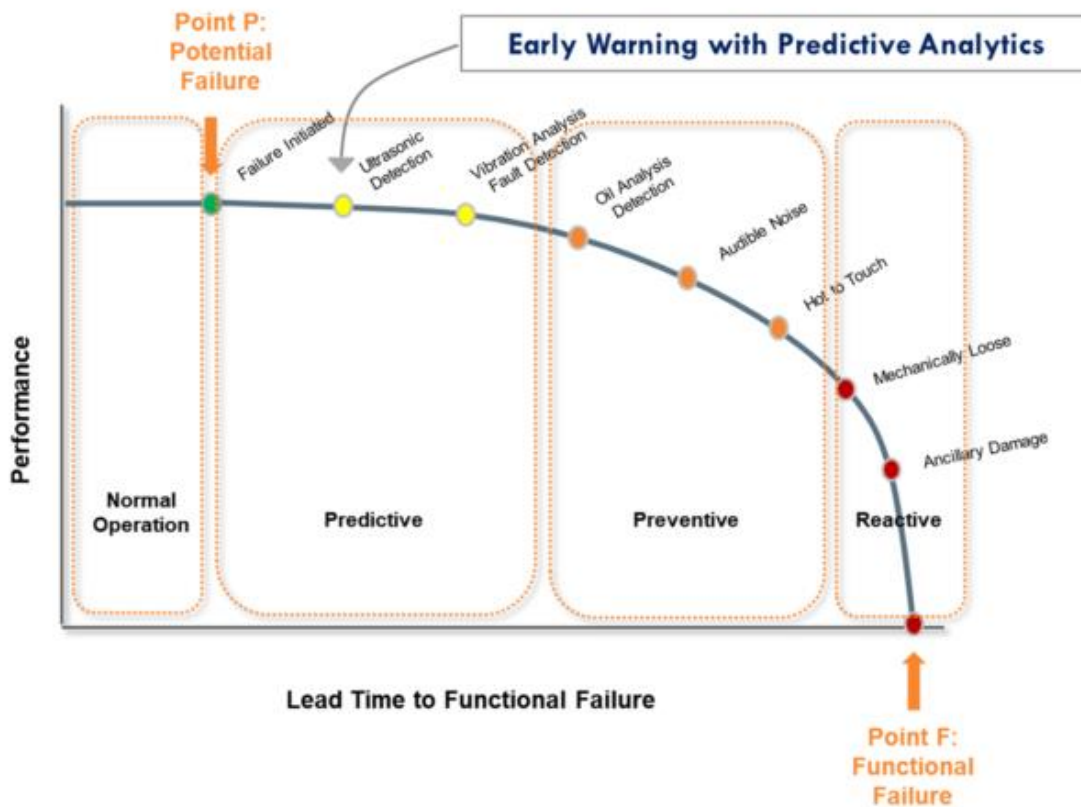 Point P:
Potential
Failure
Early Warning with Predictive Analytics
Failure Initiated
Ultrasonic
Detection
Vibration Analysis
Fault Detection
Oil Analysis
Detection
Audible Noise
Hot to Touch
Mechanically Loose
Ancillary Damage
Performance
Normal
Operation
Predictive
Preventive
Reactive
Lead Time to Functional Failure
Point F:
Functional
Failure